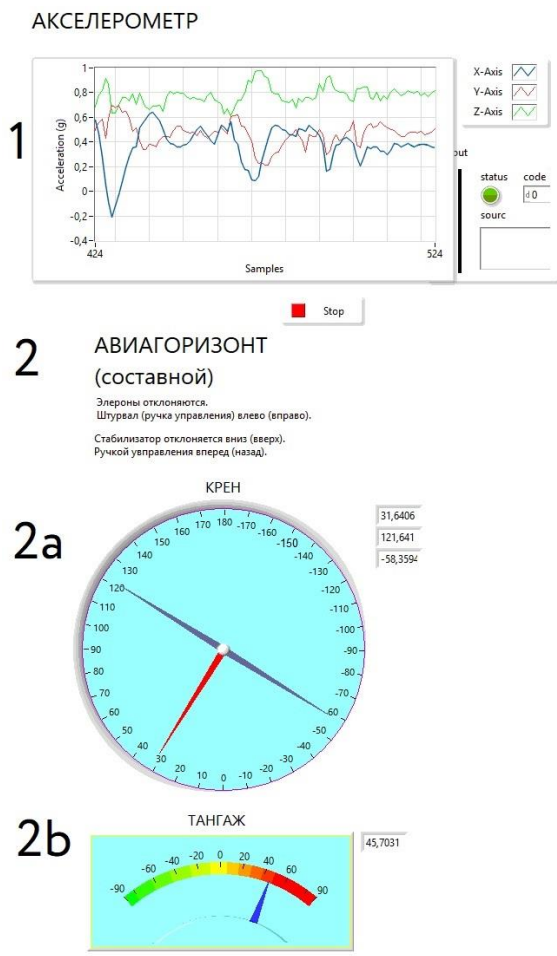 АКСЕЛЕРОМЕТР
1
1
0,8
0,6
0,4
0,2
0
-0,2
-0,4
Acceleration (g)
424
524
Samples
X-Axis
Y-Axis
Z-Axis
out
status
code
d 0
sourc
Stop
2
АВИАГОРИЗОНТ
(составной)
Элероны отклоняются.
Штурвал (ручка управления) влево (вправо).
Стабилизатор отклоняется вниз (вверх).
Ручкой увправления вперед (назад).
2a
КРЕН
31,6406
121,641
-58,3594
0
10
20
30
40
50
60
70
80
90
100
110
120
130
140
150
160
170
180
-170
-160
-150
-140
-130
-120
-110
-100
-90
-80
-70
-60
-50
-40
-30
-20
-10
2b
ТАНГАЖ
45,7031
-90
-60
-40
-20
0
20
40
60
90